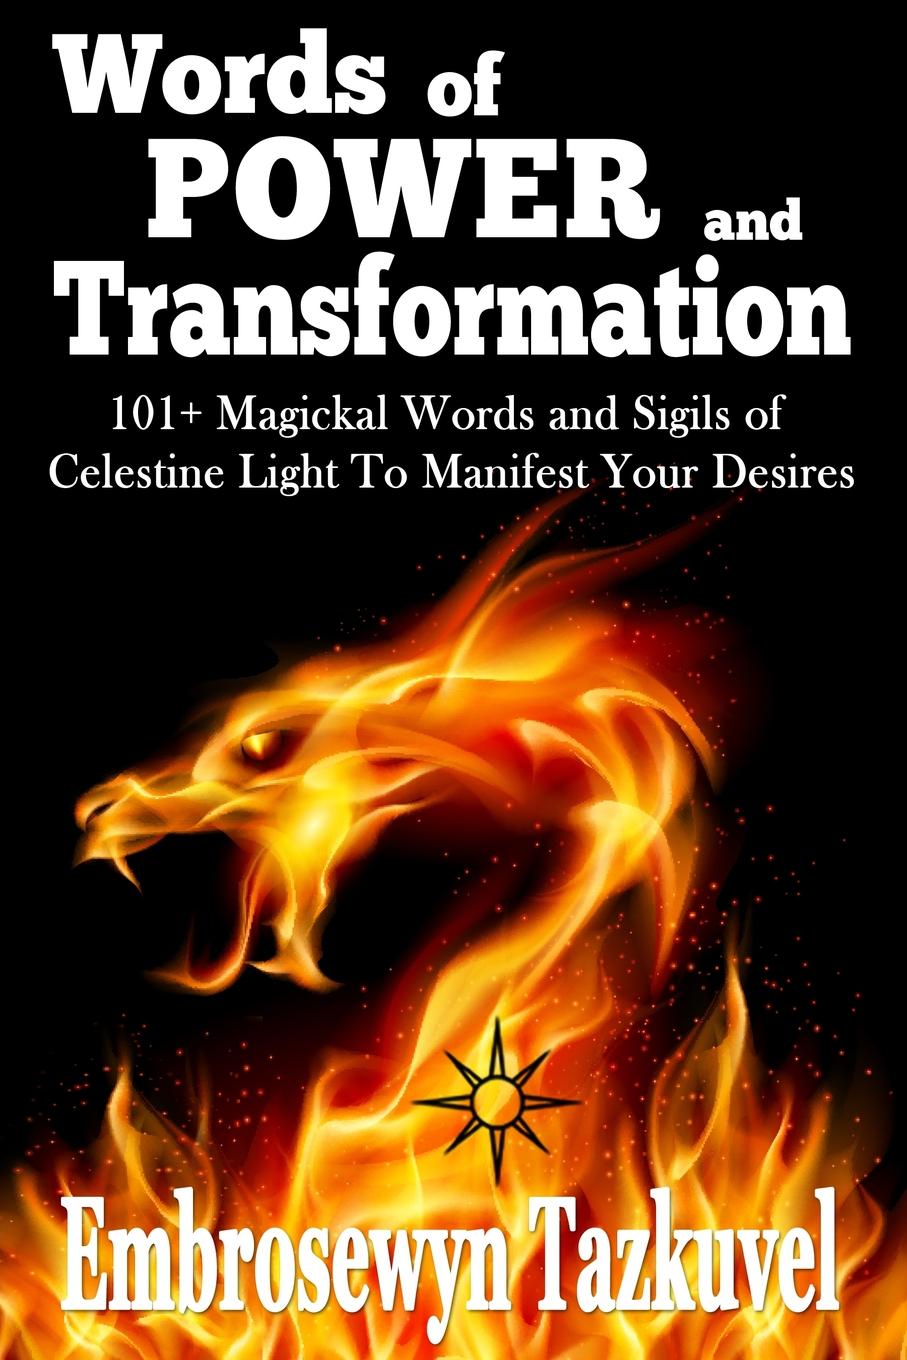 Words of
POWER and
Transformation
101+ Magickal Words and Sigils of
Celestine Light To Manifest Your Desires
Embrosewyn Tazkuvel